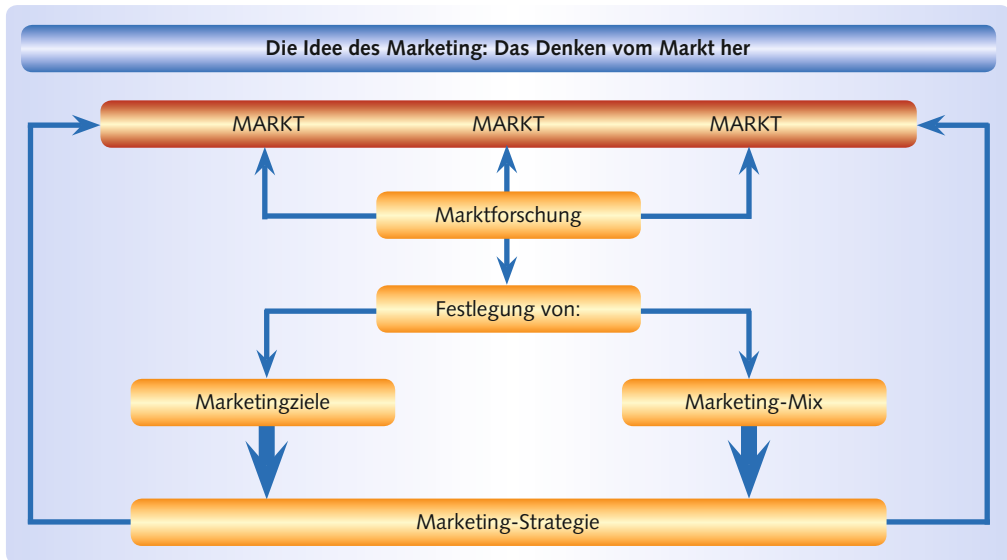 Die Idee des Marketing: Das Denken vom Markt her
MARKT MARKT MARKT
Marktforschung
Festlegung von:
Marketingziele Marketing-Mix
Marketing-Strategie